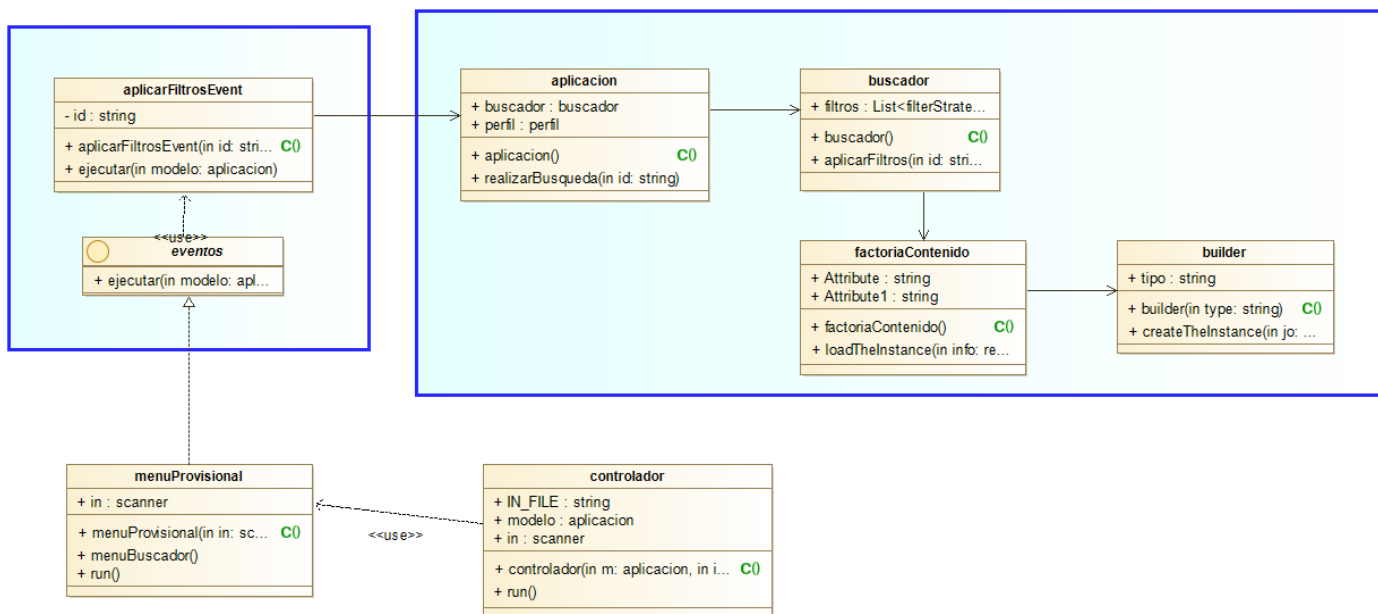 aplicarFiltrosEvent
- id : string
+ aplicarFiltrosEvent(in id: stri... C()
+ ejecutar(in modelo: aplicacion)
<<use>>
eventos
+ ejecutar(in modelo: apl...
aplicacion
+ buscador : buscador
+ perfil : perfil
+ aplicacion() C()
+ realizarBusqueda(in id: string)
buscador
+ filtros : List<filterStrate...
+ buscador() C()
+ aplicarFiltros(in id: stri...
factoriaContenido
+ Attribute : string
+ Attribute1 : string
+ factoriaContenido() C()
+ loadTheInstance(in info: re...
builder
+ tipo : string
+ builder(in type: string) C()
+ createTheInstance(in jo: ...
menuProvisional
+ in : scanner
+ menuProvisional(in in: sc... C()
+ menuBuscador()
+ run()
<<use>>
controlador
+ IN_FILE : string
+ modelo : aplicacion
+ in : scanner
+ controlador(in m: aplicacion, in i... C()
+ run()